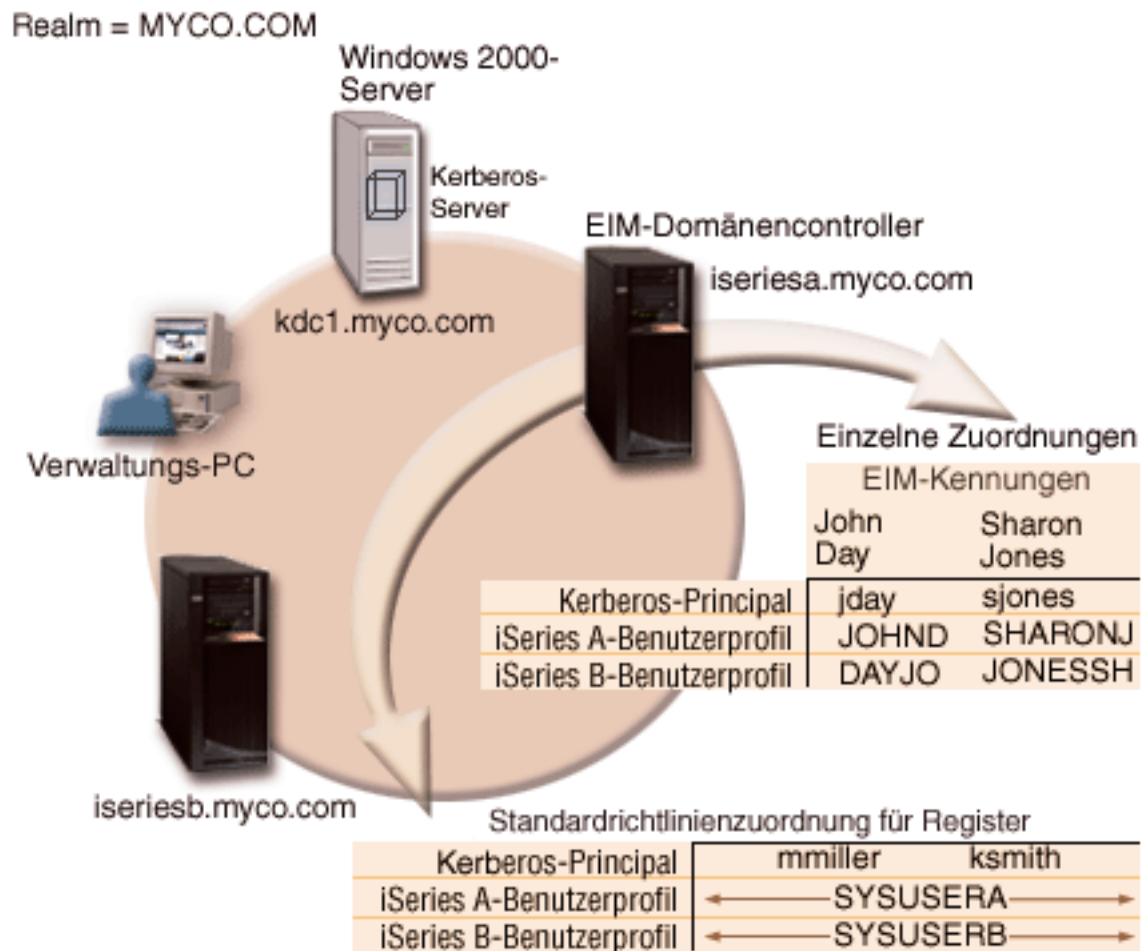 Realm = MYCO.COM
Windows 2000-
Server
Kerberos-
Server
kdc1.myco.com
EIM-Domänencontroller
iseriesa.myco.com
Verwaltungs-PC
iseriesb.myco.com
Einzelne Zuordnungen
EIM-Kennungen
John Sharon
Day Jones
Kerberos-Principal jday sjones
iSeries A-Benutzerprofil JOHND SHARONJ
iSeries B-Benutzerprofil DAYJO JONESSH
Standardrichtlinienzuordnung für Register
Kerberos-Principal mmiller ksmith
iSeries A-Benutzerprofil SYSUSERA
iSeries B-Benutzerprofil SYSUSERB